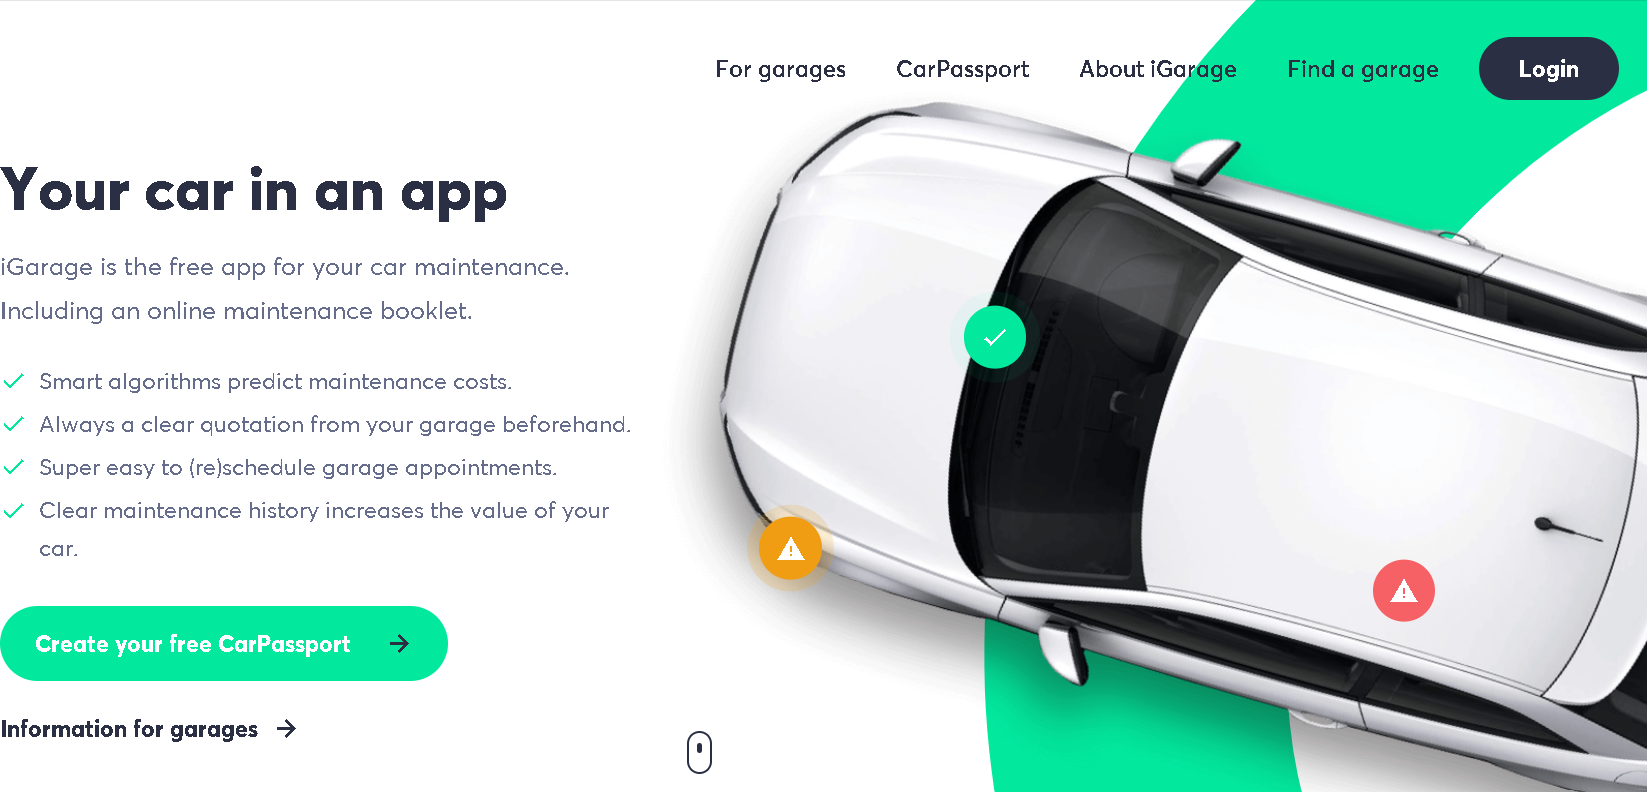 For garages CarPassport About iGarage Find a garage Login
Your car in an app
iGarage is the free app for your car maintenance.
Including an online maintenance booklet.
Smart algorithms predict maintenance costs.
Always a clear quotation from your garage beforehand.
Super easy to (re)schedule garage appointments.
Clear maintenance history increases the value of your
car.
Create your free CarPassport
Information for garages